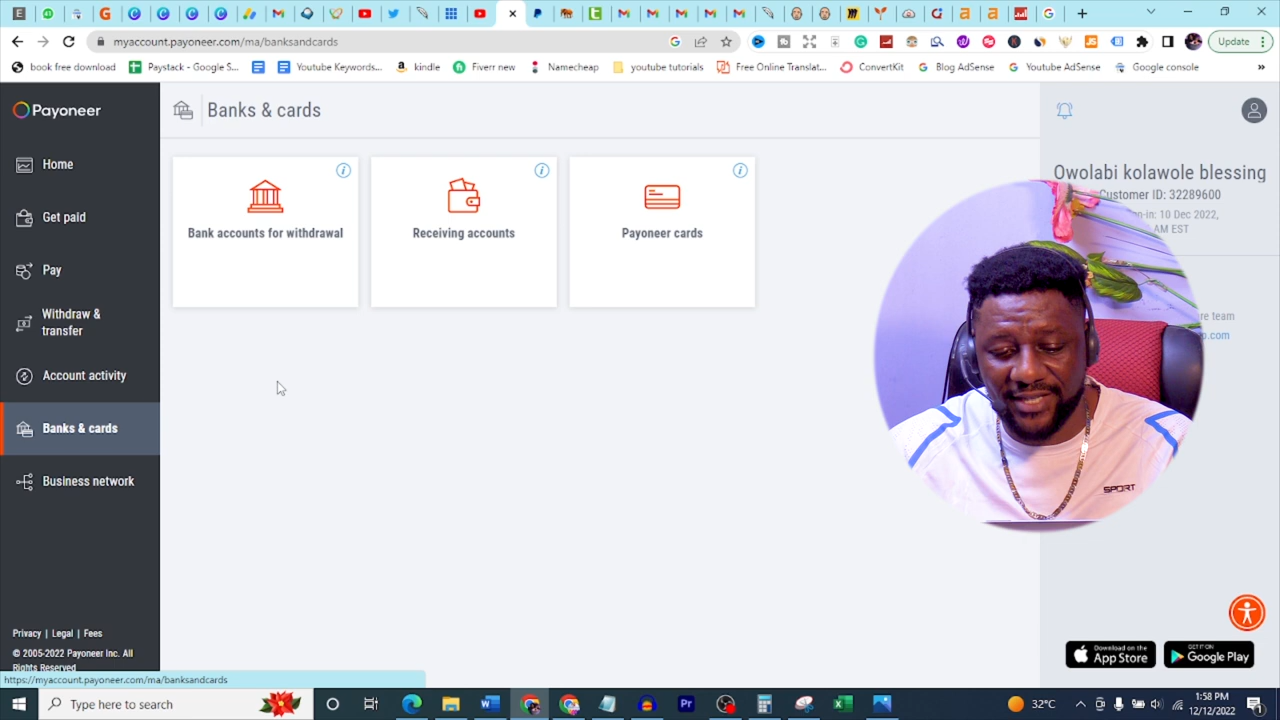 myaccount.payoneer.com/ma/banksandcards
Update
book free download
Paystack - Google S...
Youtube Keywords...
kindle
Fiverr new
Namecheap
youtube tutorials
Free Online Translat...
ConvertKit
Blog AdSense
Youtube AdSense
Google console
Payoneer
Banks & cards
Home
Get paid
Pay
Withdraw &
transfer
Account activity
Banks & cards
Business network
Bank accounts for withdrawal
Receiving accounts
Payoneer cards
Owolabi kolawole blessing
Customer ID: 32289600
in: 10 Dec 2022,
AM EST
team
.com
SPORT
Download on the
App Store
GET IT ON
Google Play
Privacy | Legal | Fees
© 2005-2022 Payoneer Inc. All
Rights Reserved
https://myaccount.payoneer.com/ma/banksandcards
Type here to search
32°C
1:58 PM
12/12/2022